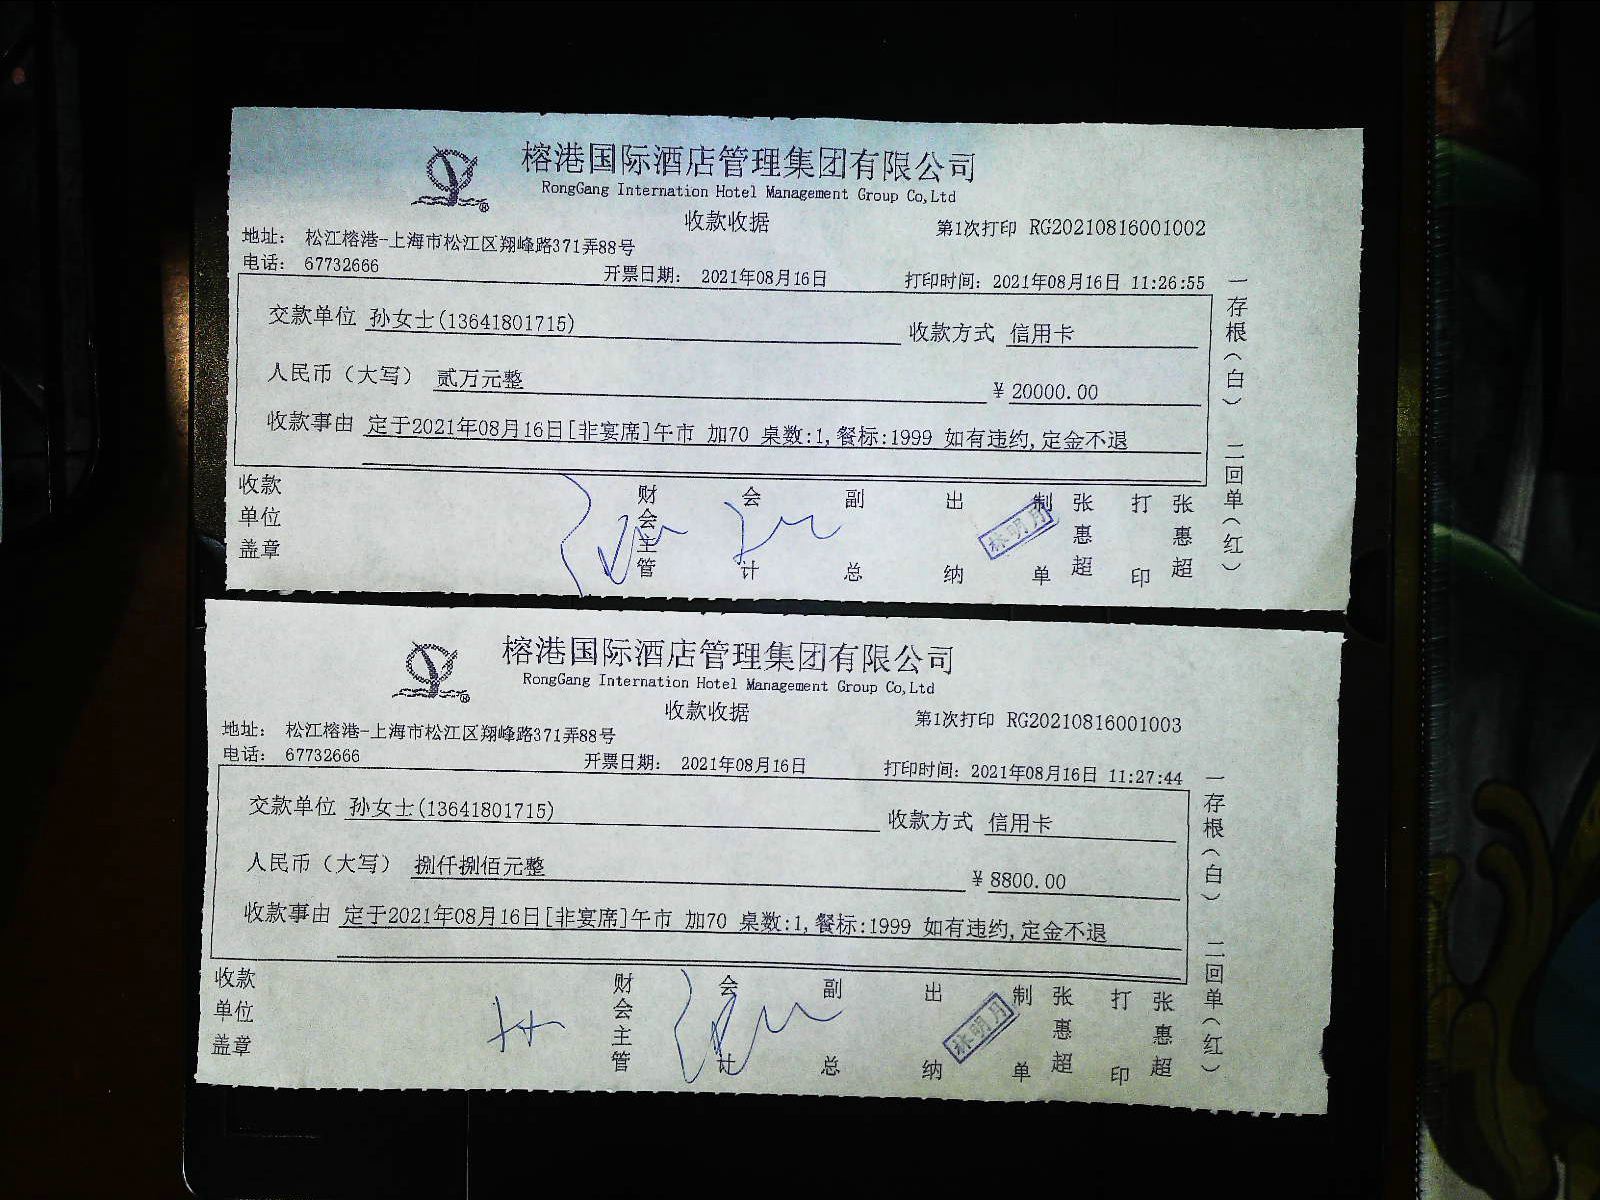 榕港国际酒店管理集团有限公司
RongGang Internation Hotel Management Group Co,Ltd
收款收据
第1次打印 RG20210816001002
地址： 松江榕港-上海市松江区翔峰路371弄88号
电话： 67732666
开票日期： 2021年08月16日
打印时间：2021年08月16日 11:26:55
交款单位 孙女士(13641801715)
收款方式 信用卡
人民币（大写） 贰万元整
¥ 20000.00
收款事由 定于2021年08月16日[非宴席]午市 加70 桌数:1,餐标:1999 如有违约,定金不退
收款单位盖章
财会主管
会计
副总
出纳
林明月
制单 张惠超
打印 张惠超
一存根（白） 二回单（红）
榕港国际酒店管理集团有限公司
RongGang Internation Hotel Management Group Co,Ltd
收款收据
第1次打印 RG20210816001003
地址： 松江榕港-上海市松江区翔峰路371弄88号
电话： 67732666
开票日期： 2021年08月16日
打印时间：2021年08月16日 11:27:44
交款单位 孙女士(13641801715)
收款方式 信用卡
人民币（大写） 捌仟捌佰元整
¥ 8800.00
收款事由 定于2021年08月16日[非宴席]午市 加70 桌数:1,餐标:1999 如有违约,定金不退
收款单位盖章
财会主管
会计
副总
出纳
林明月
制单 张惠超
打印 张惠超
一存根（白） 二回单（红）